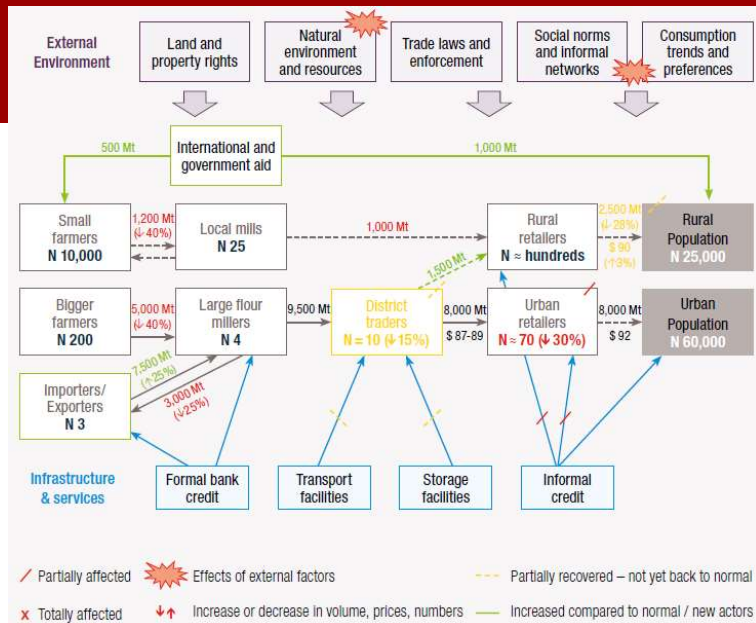 External
Environment
Land and
property rights
Natural
environment
and resources
Trade laws and
enforcement
Social norms
and informal
networks
Consumption
trends and
preferences
500 Mt
International and
government aid
1,000 Mt
Small
farmers
N 10,000
1,200 Mt
(↓40%)
Local mills
N 25
1,000 Mt
Rural
retailers
N ≈ hundreds
2,500 Mt
(↓28%)
$ 90
(↑3%)
Rural
Population
N 25,000
1,500 Mt
Bigger
farmers
N 200
5,000 Mt
(↓40%)
Large flour
millers
N 4
9,500 Mt
District
traders
N = 10 (↓15%)
8,000 Mt
$ 87-89
Urban
retailers
N ≈ 70 (↓30%)
8,000 Mt
$ 92
Urban
Population
N 60,000
7,500 Mt
(↑25%)
3,000 Mt
(↓25%)
Importers/
Exporters
N 3
Infrastructure
& services
Formal bank
credit
Transport
facilities
Storage
facilities
Informal
credit
/ Partially affected
Effects of external factors
Partially recovered – not yet back to normal
x Totally affected
↓↑ Increase or decrease in volume, prices, numbers
Increased compared to normal / new actors